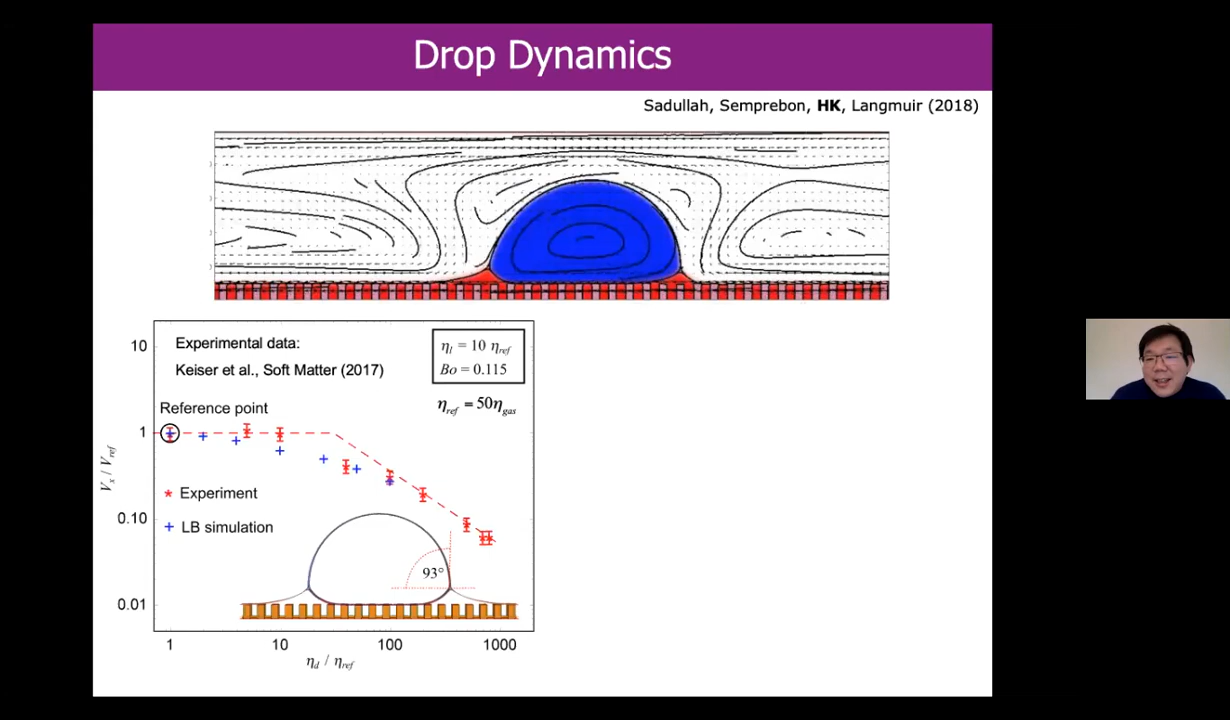 Drop Dynamics
Sadullah, Semprebon, HK, Langmuir (2018)
Experimental data:
Keiser et al., Soft Matter (2017)
η_l = 10 η_ref
Bo = 0.115
η_ref = 50η_gas
Reference point
Experiment
LB simulation
93°
10
1
0.10
0.01
V_x / V_ref
1 10 100 1000
η_d / η_ref